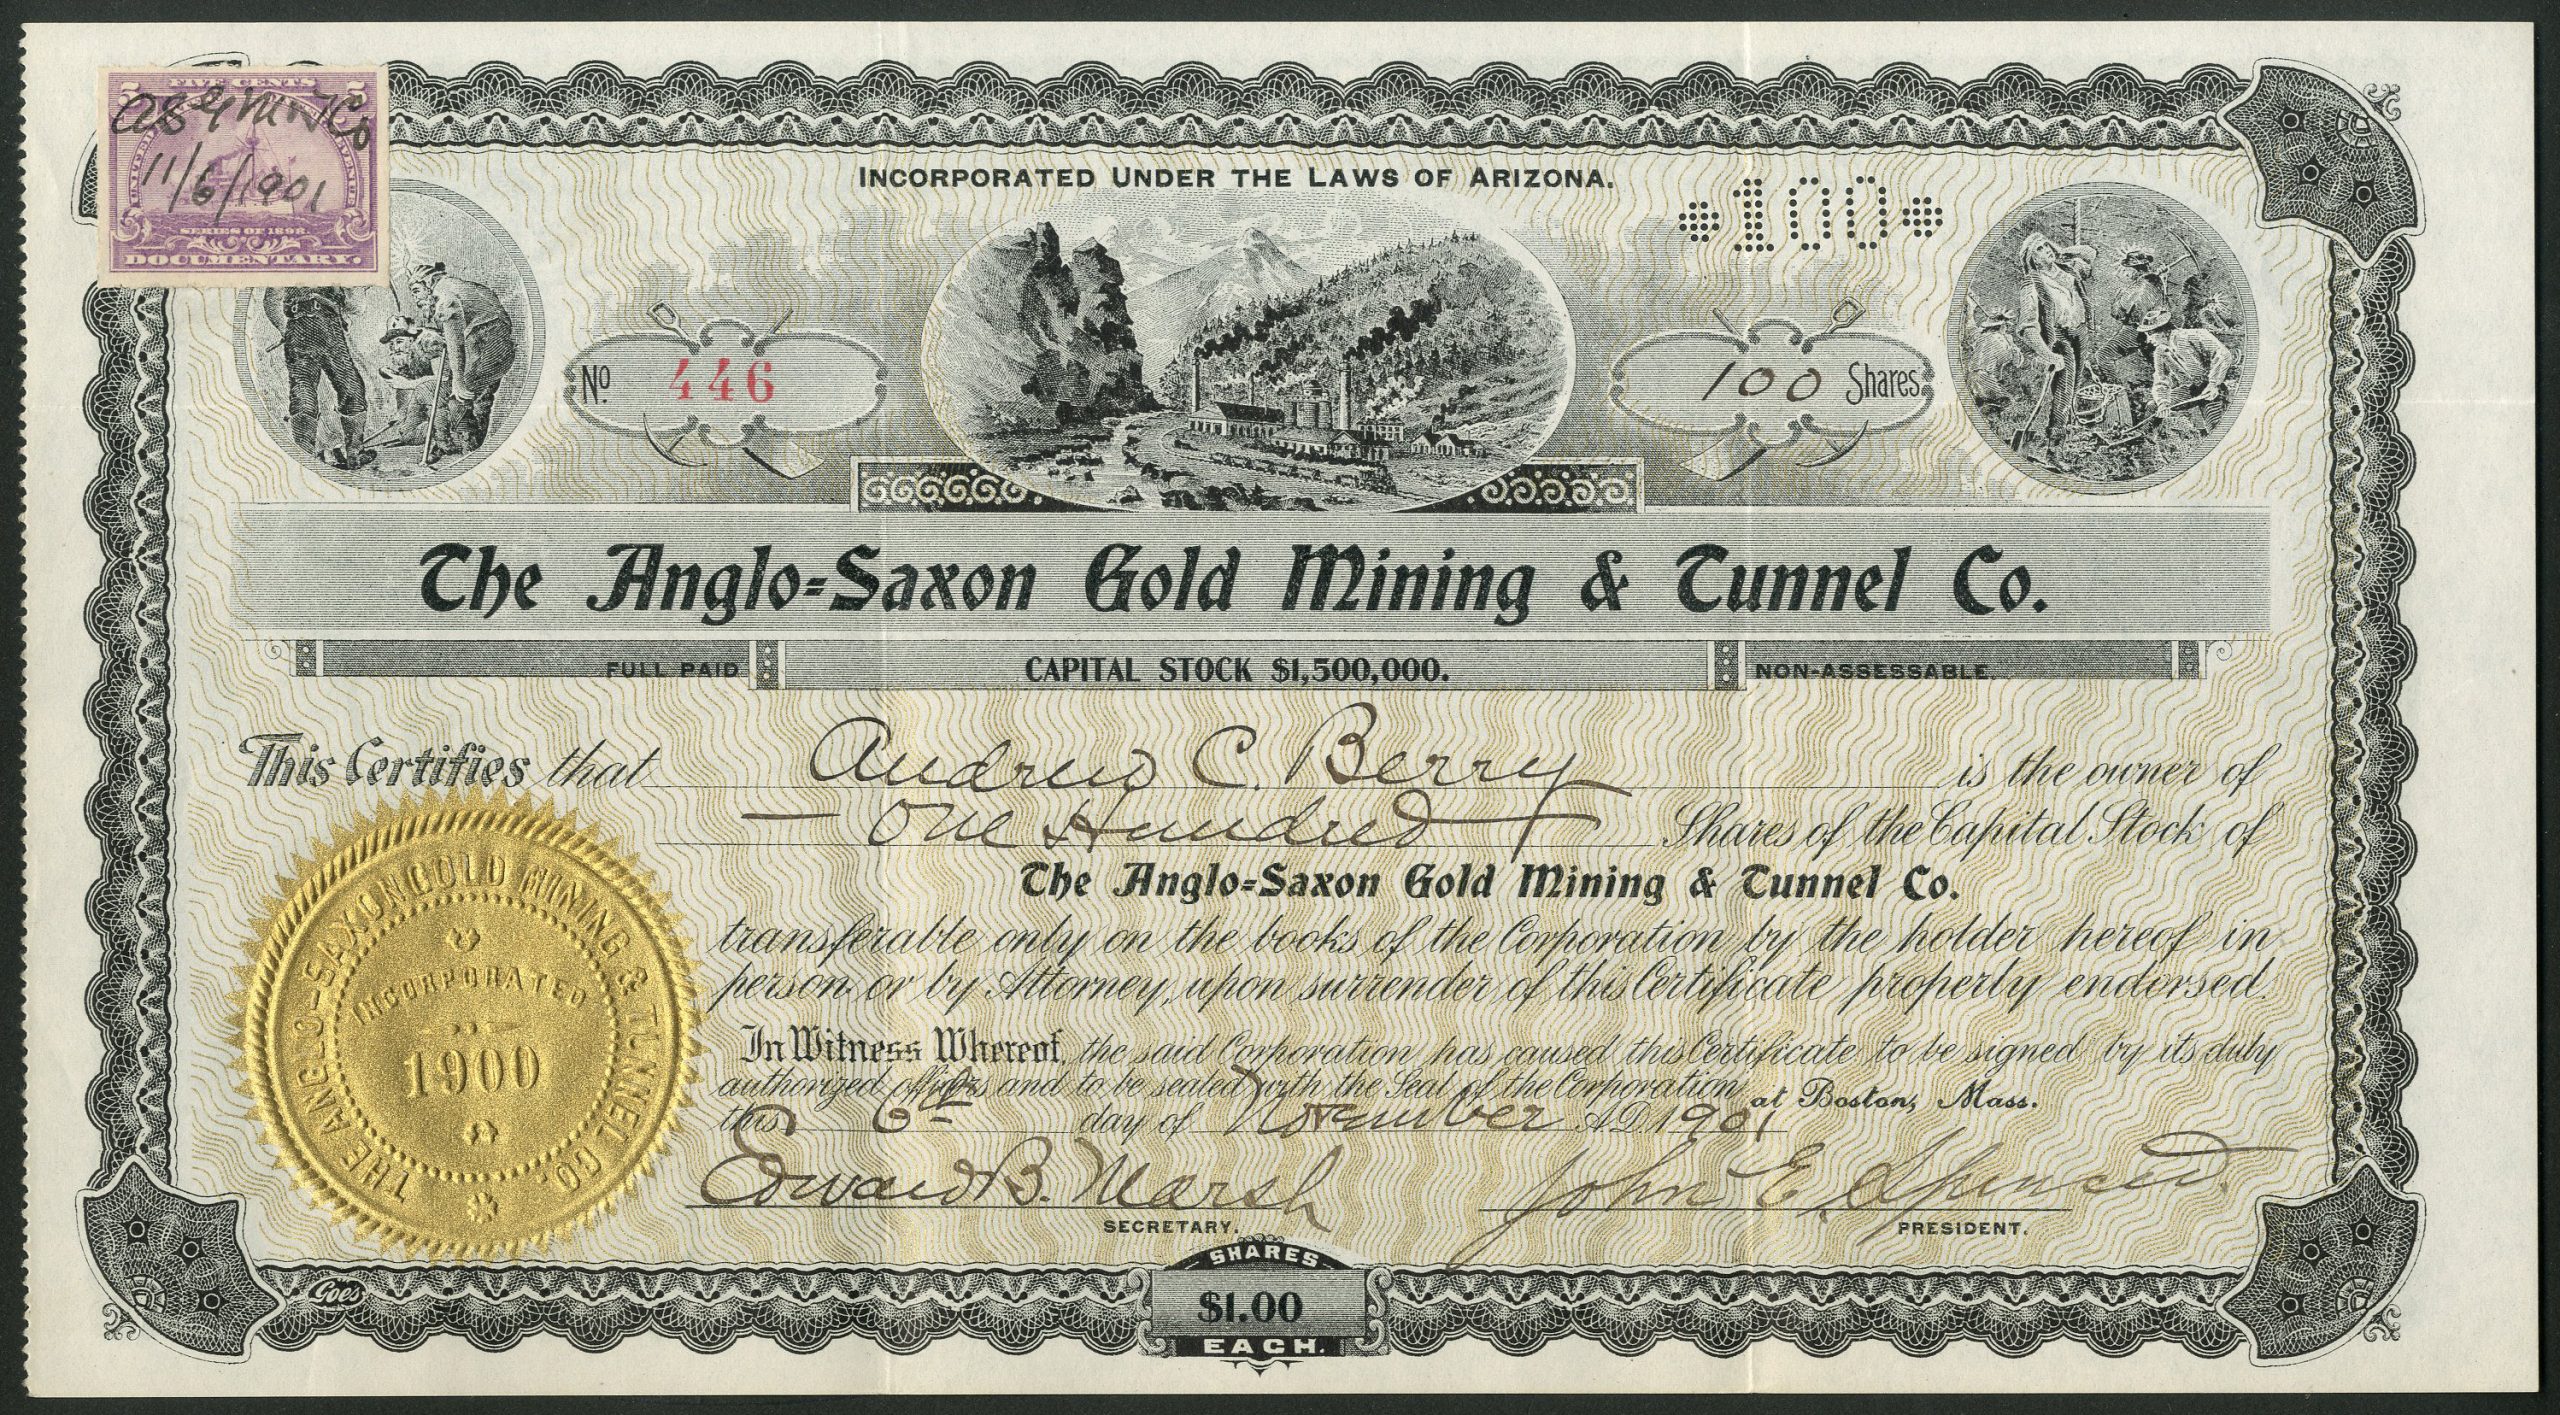 FIVE CENTS
A S G M & T Co
11/6/1901
SERIES OF 1898.
DOCUMENTARY.
INCORPORATED UNDER THE LAWS OF ARIZONA.
100
No. 446
100 Shares
The Anglo-Saxon Gold Mining & Tunnel Co.
FULL PAID CAPITAL STOCK $1,500,000. NON-ASSESSABLE.
This Certifies that Andrew C. Berry is the owner of
One Hundred Shares of the Capital Stock of
The Anglo-Saxon Gold Mining & Tunnel Co.
transferable only on the books of the Corporation by the holder hereof in
person or by Attorney, upon surrender of this Certificate properly endorsed.
In Witness Whereof, the said Corporation has caused this Certificate to be signed by its duly
authorized officers and to be sealed with the Seal of the Corporation at Boston, Mass.
this 6th day of November A.D. 1901
Edward B. Marsh John E. Spencer.
SECRETARY. PRESIDENT.
THE ANGLO-SAXON GOLD MINING & TUNNEL CO.
INCORPORATED
1900
Goes
SHARES
$1.00
EACH.